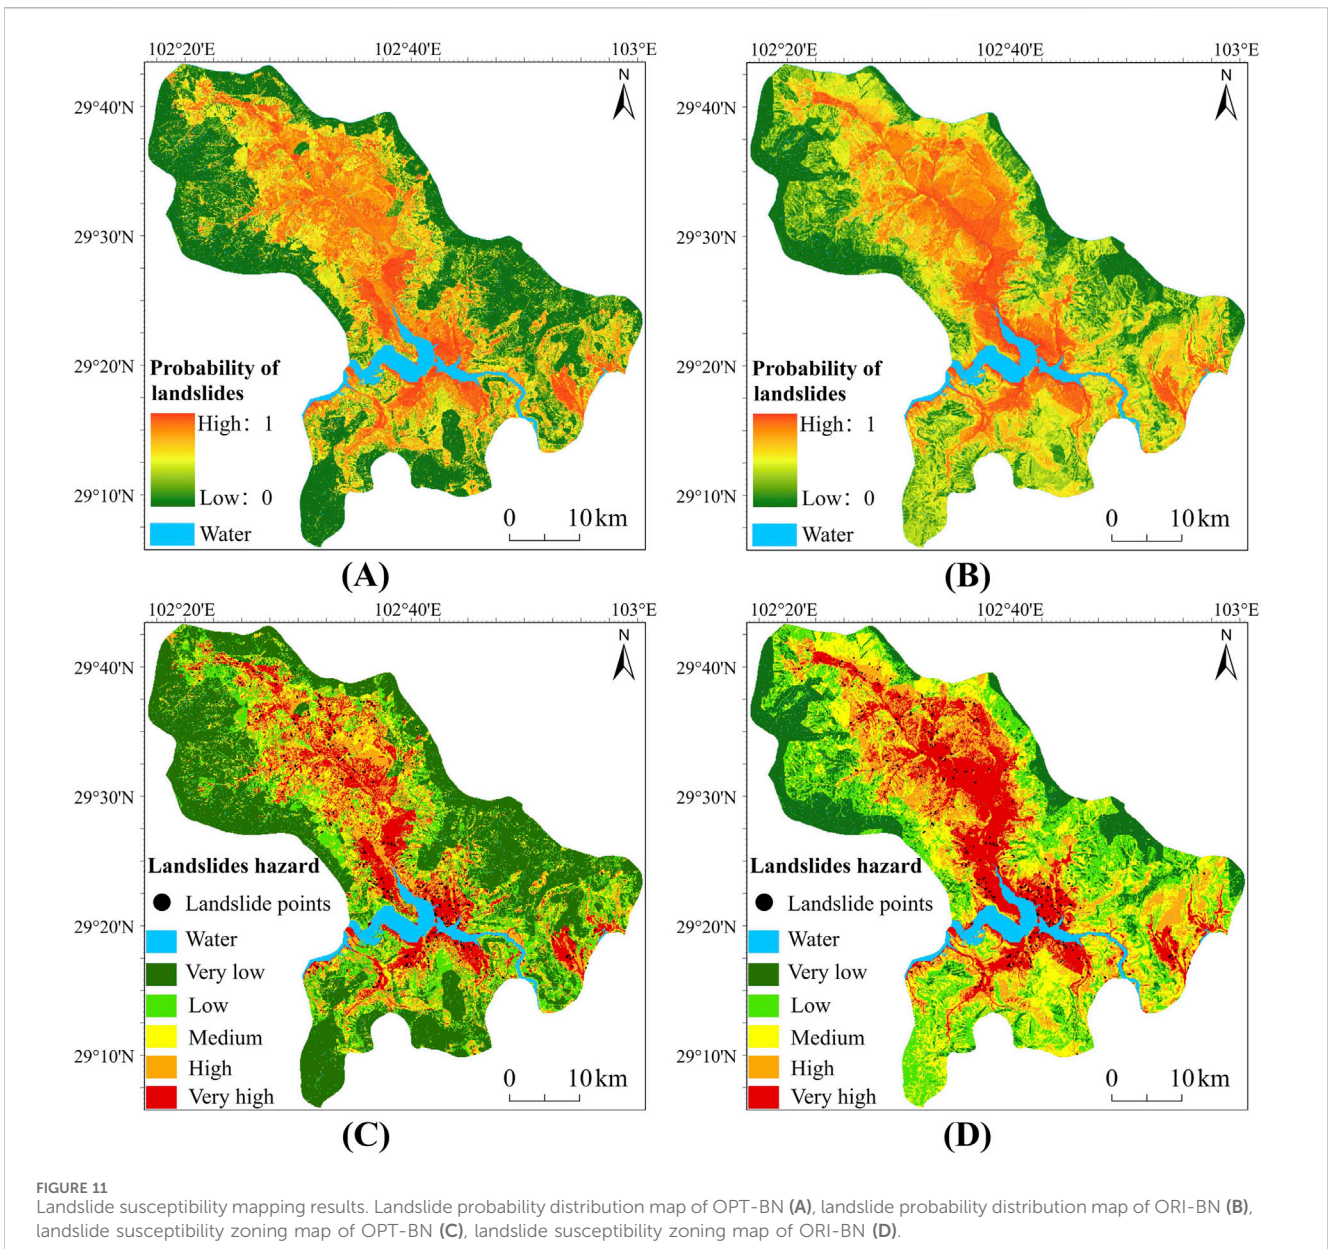 102°20′E 102°40′E 103°E
102°20′E 102°40′E 103°E
N
N
29°40′N
29°40′N
29°30′N
29°30′N
29°20′N
29°20′N
29°10′N
29°10′N
Probability of
landslides
High: 1
Low: 0
Water
0 10 km
Probability of
landslides
High: 1
Low: 0
Water
0 10 km
(A)
(B)
102°20′E 102°40′E 103°E
102°20′E 102°40′E 103°E
N
N
29°40′N
29°40′N
29°30′N
29°30′N
29°20′N
29°20′N
29°10′N
29°10′N
Landslides hazard
Landslide points
Water
Very low
Low
Medium
High
Very high
0 10 km
Landslides hazard
Landslide points
Water
Very low
Low
Medium
High
Very high
0 10 km
(C)
(D)
FIGURE 11
Landslide susceptibility mapping results. Landslide probability distribution map of OPT-BN (A), landslide probability distribution map of ORI-BN (B),
landslide susceptibility zoning map of OPT-BN (C), landslide susceptibility zoning map of ORI-BN (D).